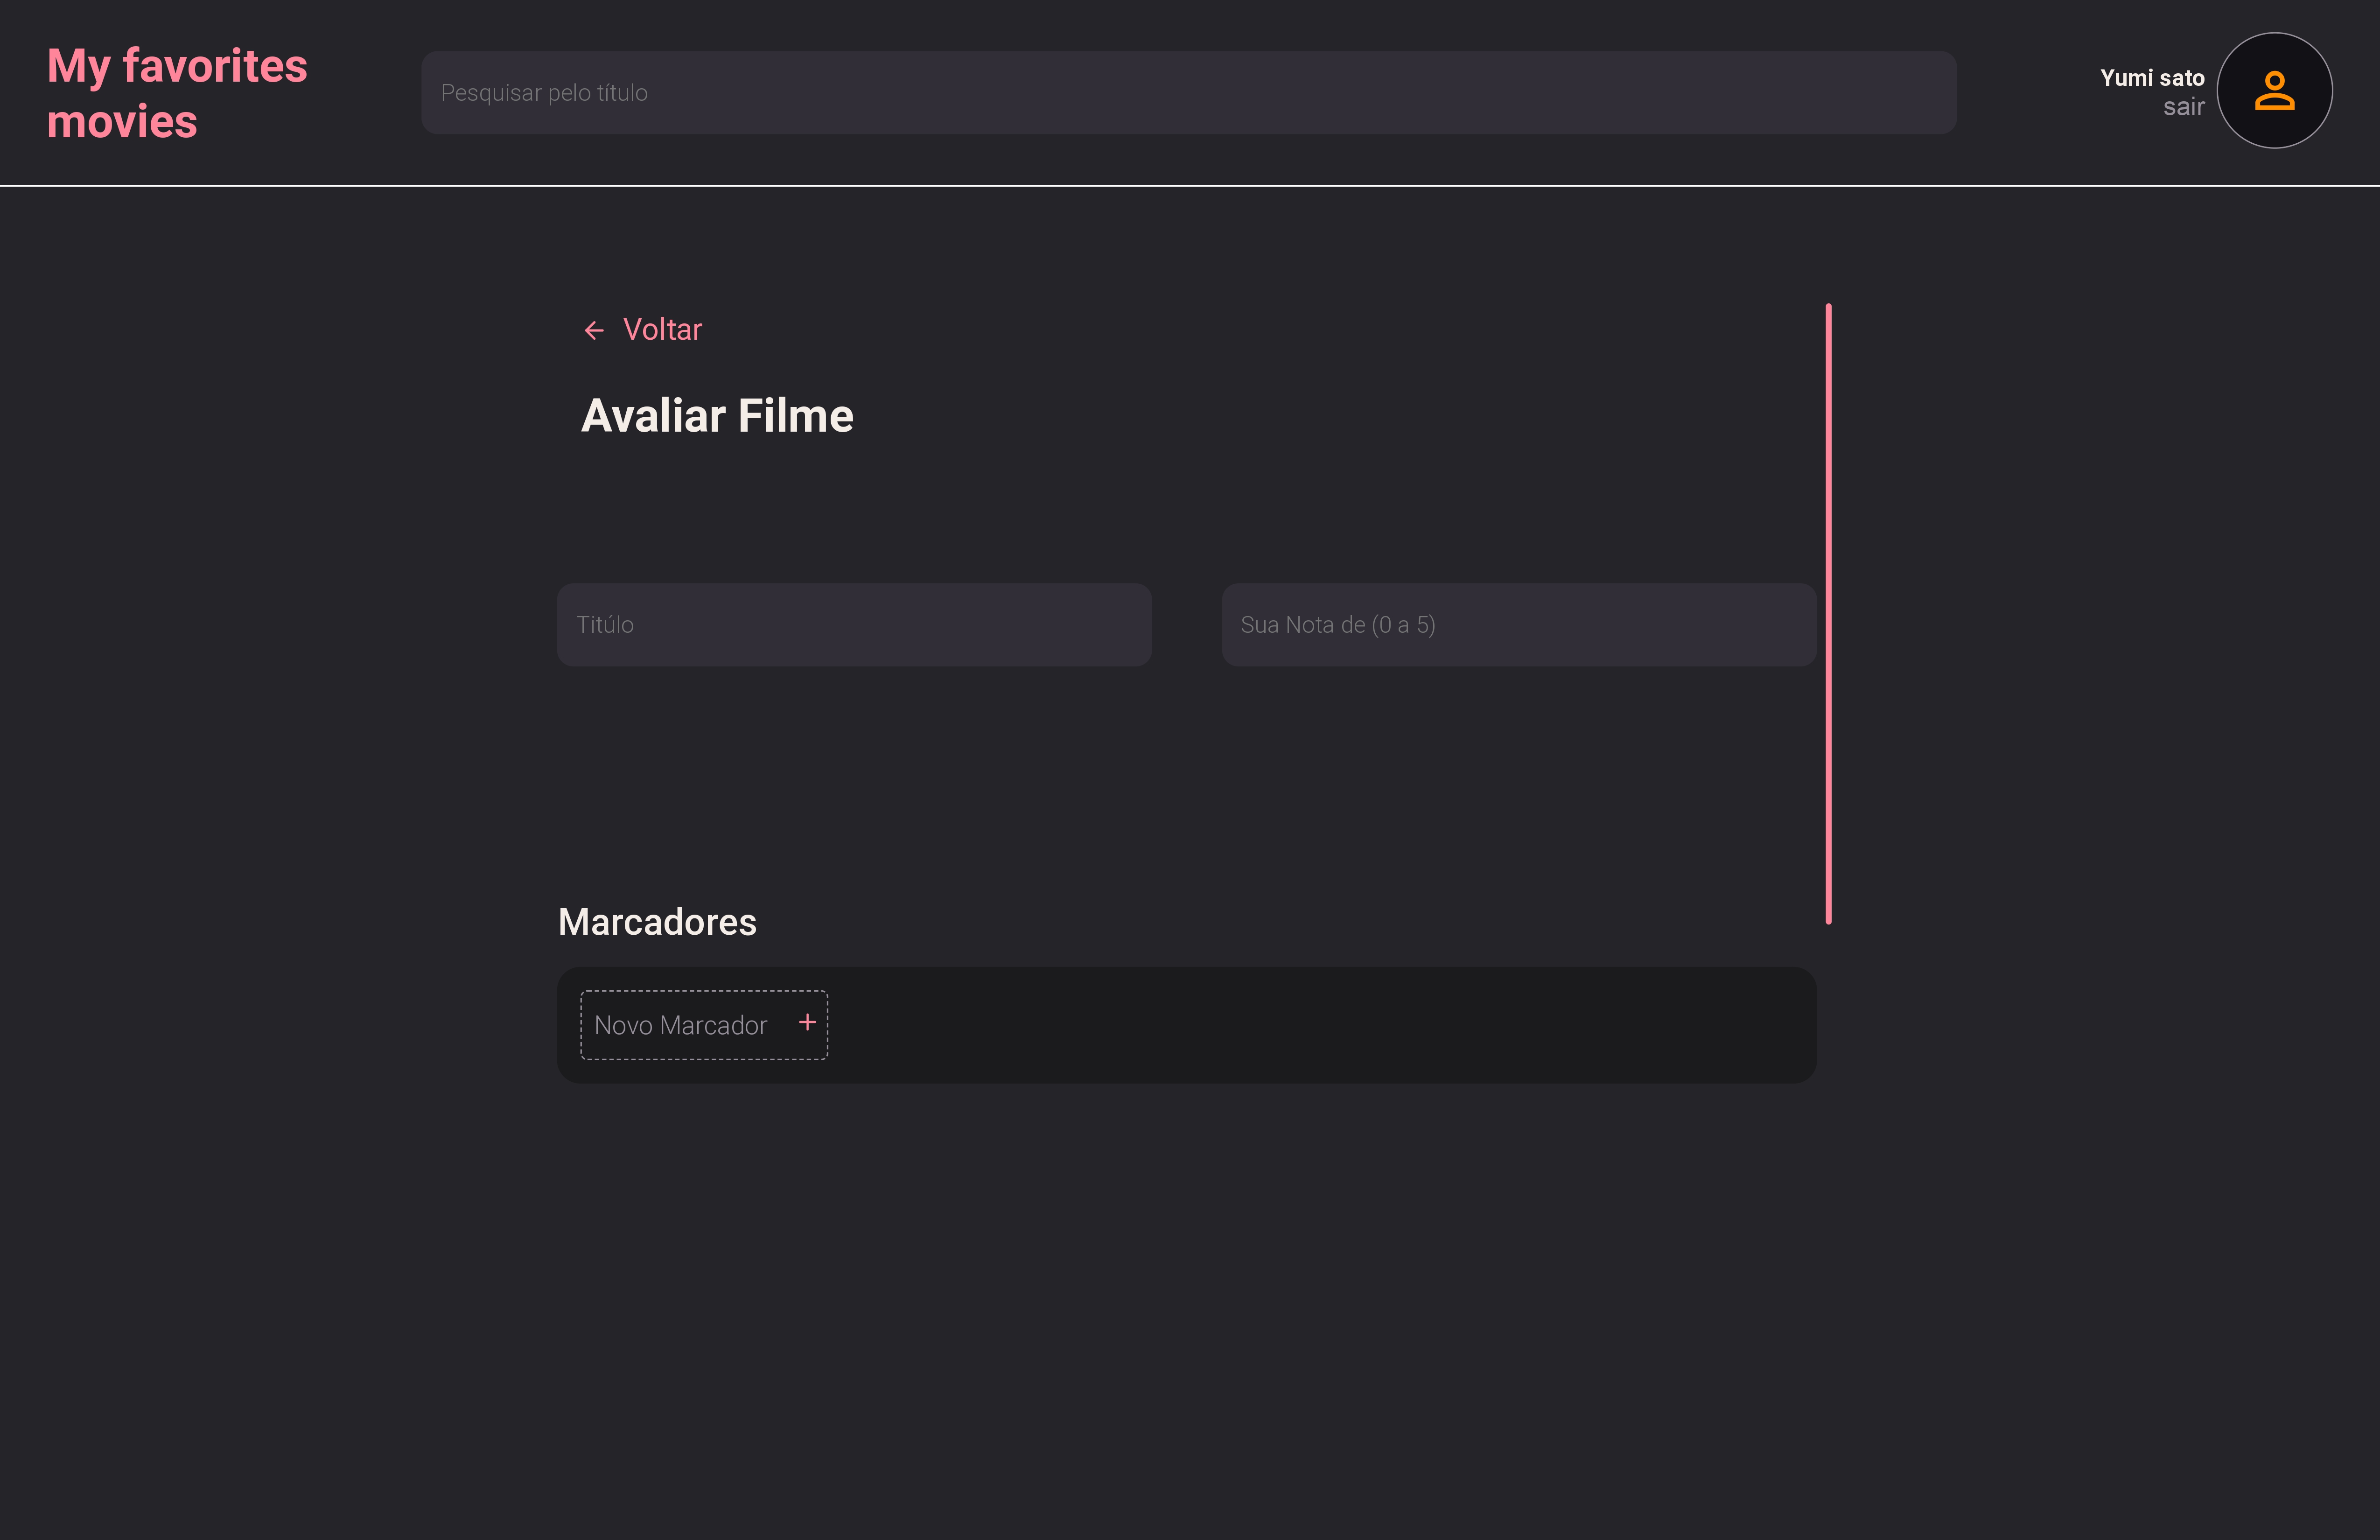 My favorites
movies
Pesquisar pelo título
Yumi sato
sair
Voltar
Avaliar Filme
Titúlo
Sua Nota de (0 a 5)
Marcadores
Novo Marcador